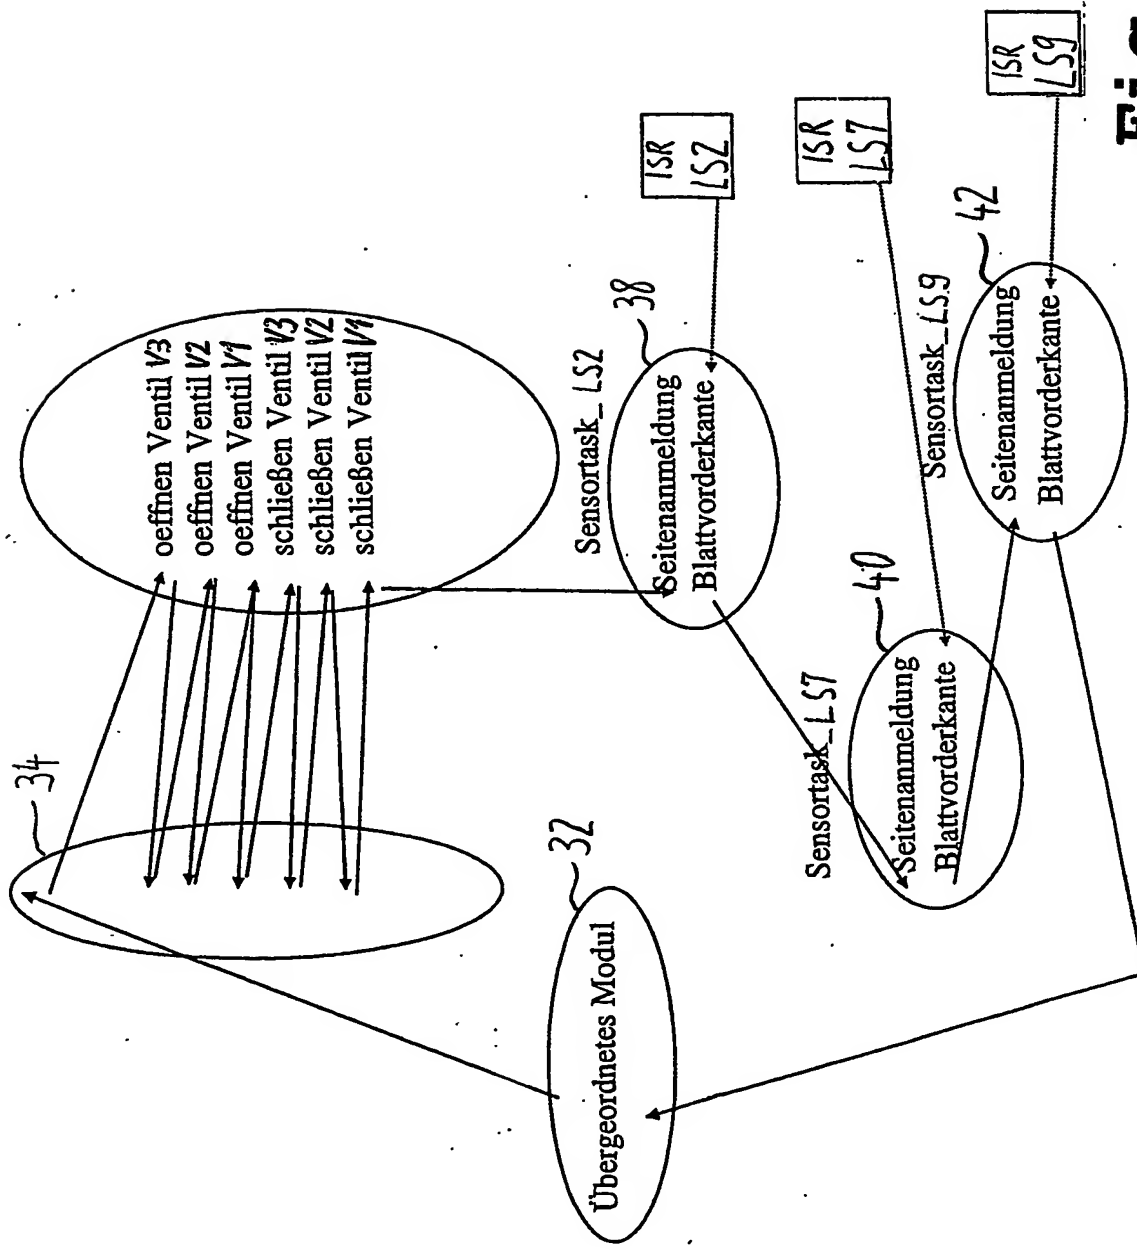 34
oeffnen Ventil V3
oeffnen Ventil V2
oeffnen Ventil V1
schließen Ventil V3
schließen Ventil V2
schließen Ventil V1
32
Übergeordnetes Modul
Sensortask_LS2
38
Seitenanmeldung
Blattvorderkante
ISR
LS2
Sensortask_LS7
40
Seitenanmeldung
Blattvorderkante
ISR
LS7
Sensortask_LS9
42
Seitenanmeldung
Blattvorderkante
ISR
LS9
Fig